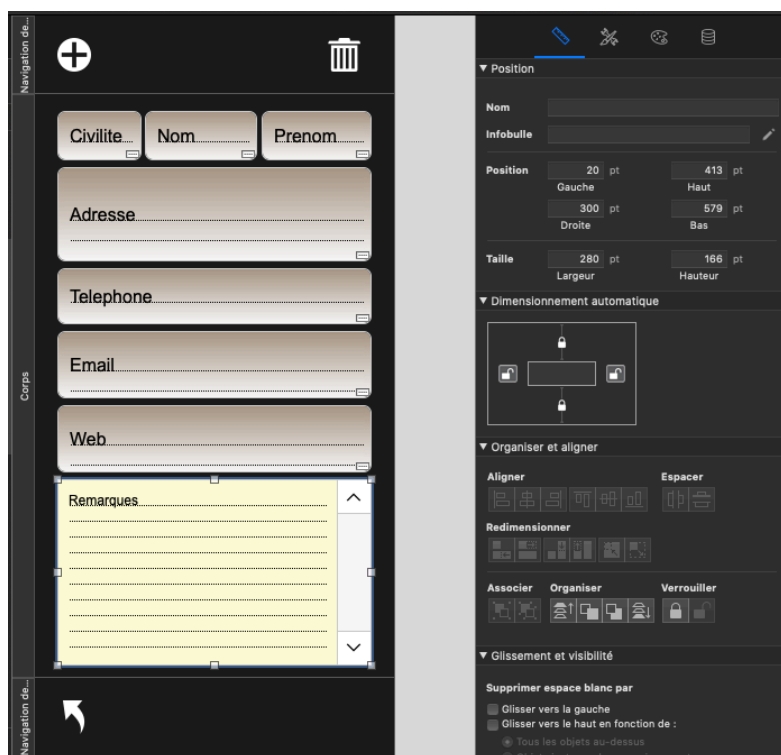 Navigation de...
Corps
Navigation de...
Civilite
Nom
Prenom
Adresse
Telephone
Email
Web
Remarques
Position
Nom
Infobulle
Position
20 pt
413 pt
Gauche
Haut
300 pt
579 pt
Droite
Bas
Taille
280 pt
166 pt
Largeur
Hauteur
Dimensionnement automatique
Organiser et aligner
Aligner
Espacer
Redimensionner
Associer
Organiser
Verrouiller
Glissement et visibilité
Supprimer espace blanc par
Glisser vers la gauche
Glisser vers le haut en fonction de :
Tous les objets au-dessus